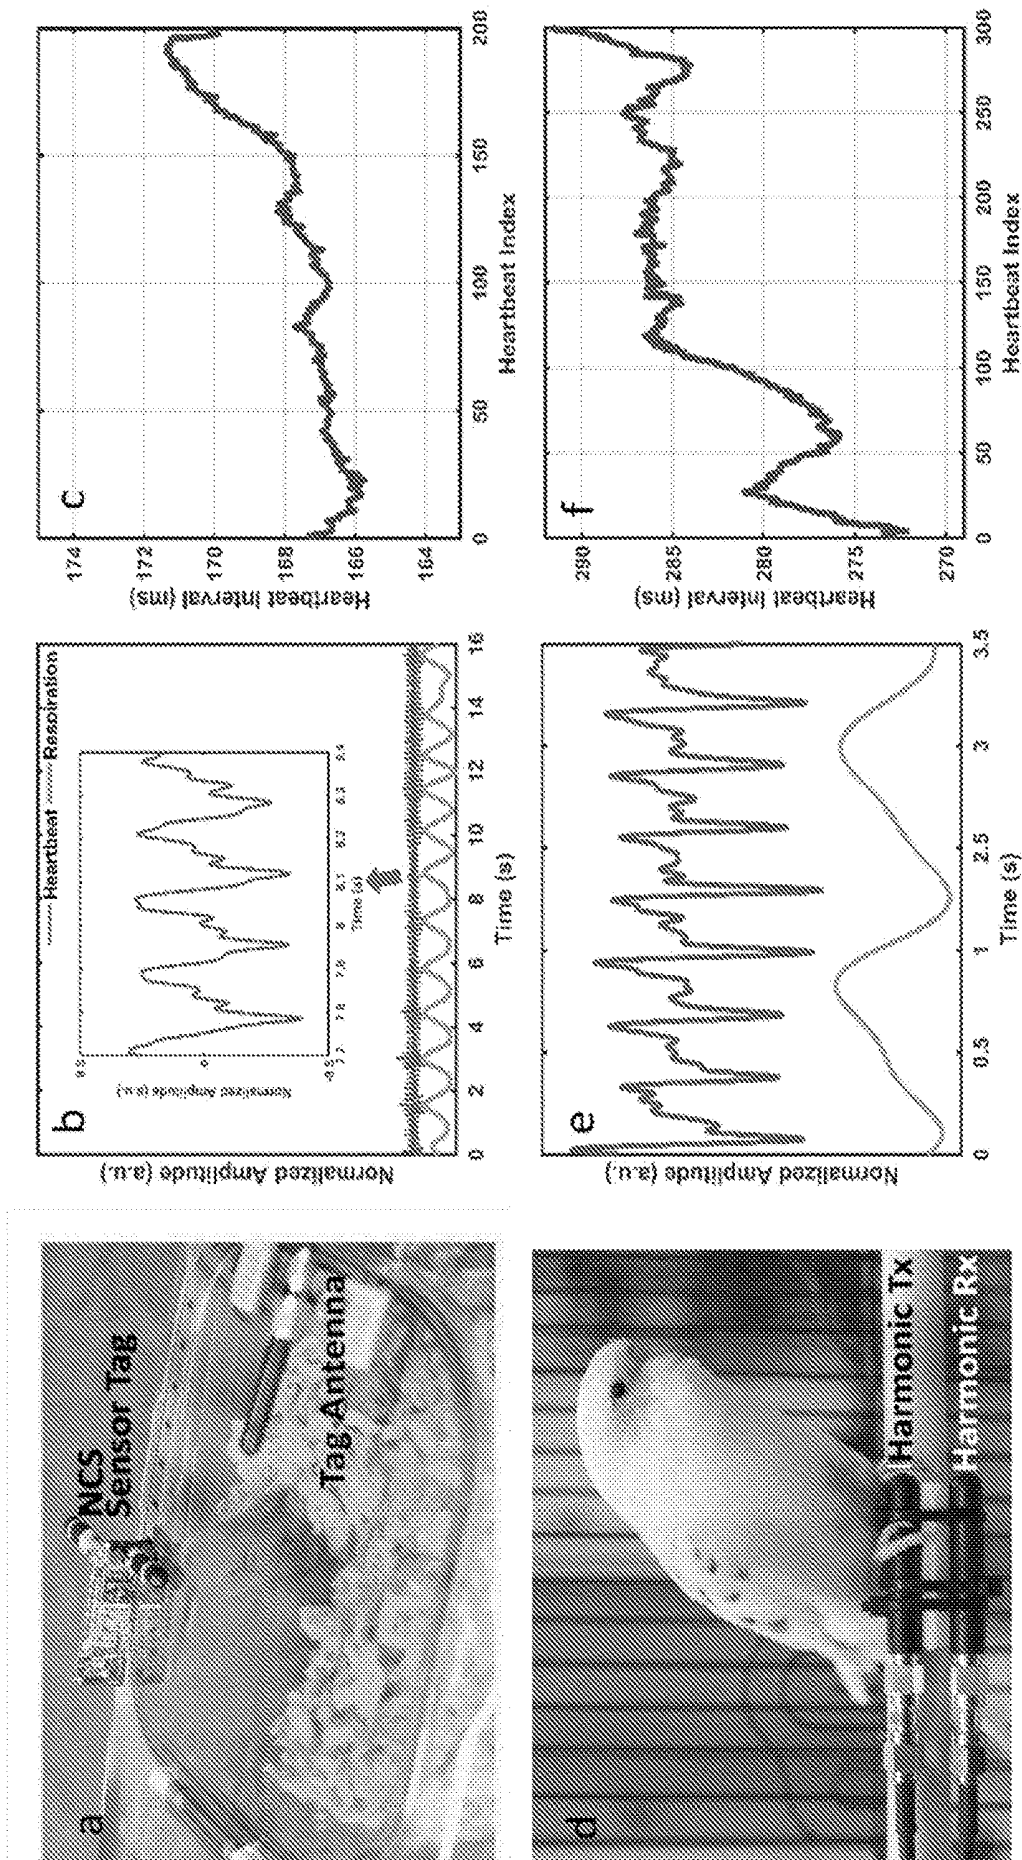 a
NCS
Sensor Tag
Tag Antenna
b
Heartbeat
Respiration
Normalized Amplitude (a.u.)
0 2 4 6 8 10 12 14 16
Time (s)
Normalized Amplitude (a.u.)
Time (s)
c
Heartbeat Interval (ms)
174
172
170
168
166
164
0 50 100 150 200
Heartbeat Index
d
Harmonic Tx
Harmonic Rx
e
Normalized Amplitude (a.u.)
0 0.5 1 2.5 3 3.5
Time (s)
f
Heartbeat Interval (ms)
290
285
280
275
270
0 50 100 150 200 250 300
Heartbeat Index